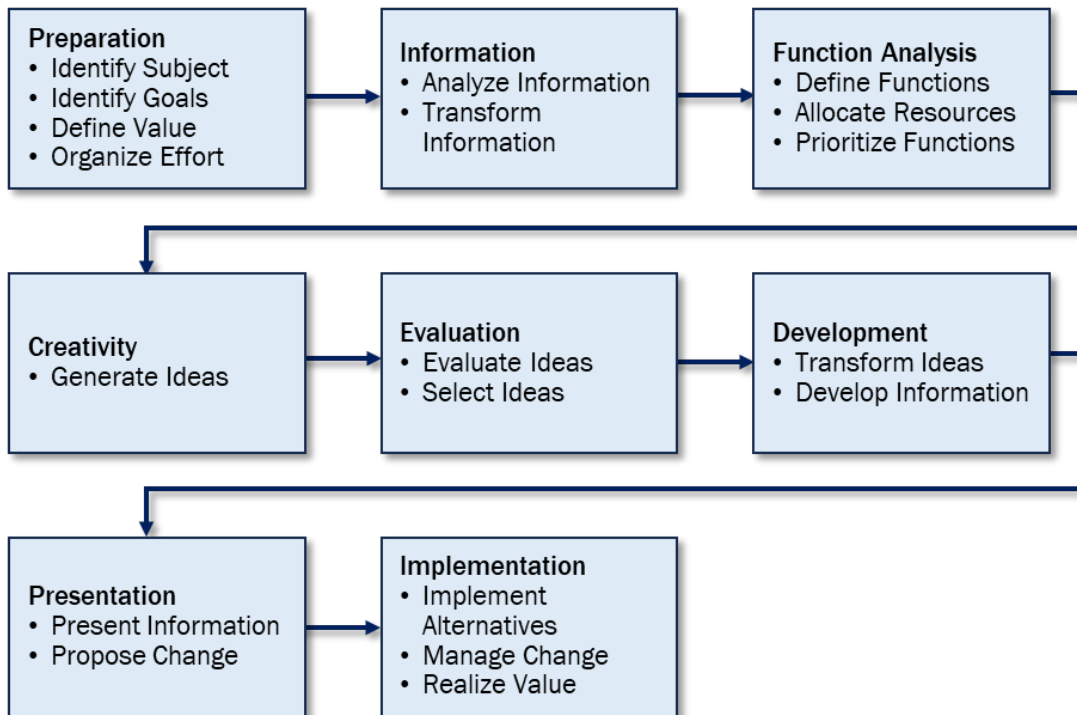 Preparation
• Identify Subject
• Identify Goals
• Define Value
• Organize Effort
Information
• Analyze Information
• Transform
Information
Function Analysis
• Define Functions
• Allocate Resources
• Prioritize Functions
Creativity
• Generate Ideas
Evaluation
• Evaluate Ideas
• Select Ideas
Development
• Transform Ideas
• Develop Information
Presentation
• Present Information
• Propose Change
Implementation
• Implement
Alternatives
• Manage Change
• Realize Value